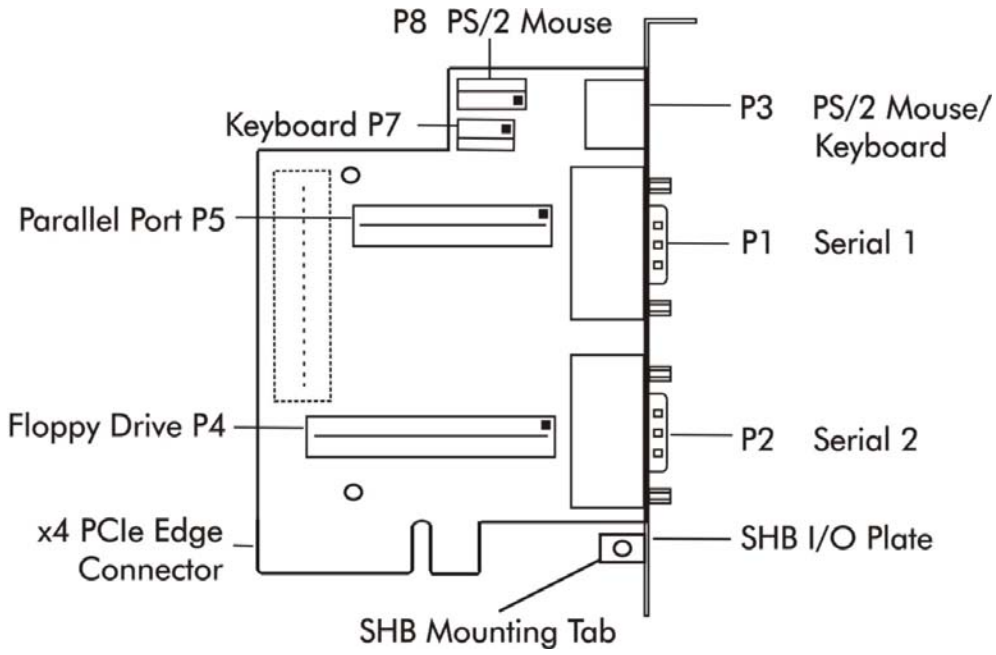 P8 PS/2 Mouse
Keyboard P7
P3 PS/2 Mouse/
Keyboard
Parallel Port P5
P1 Serial 1
Floppy Drive P4
P2 Serial 2
x4 PCIe Edge
Connector
SHB I/O Plate
SHB Mounting Tab